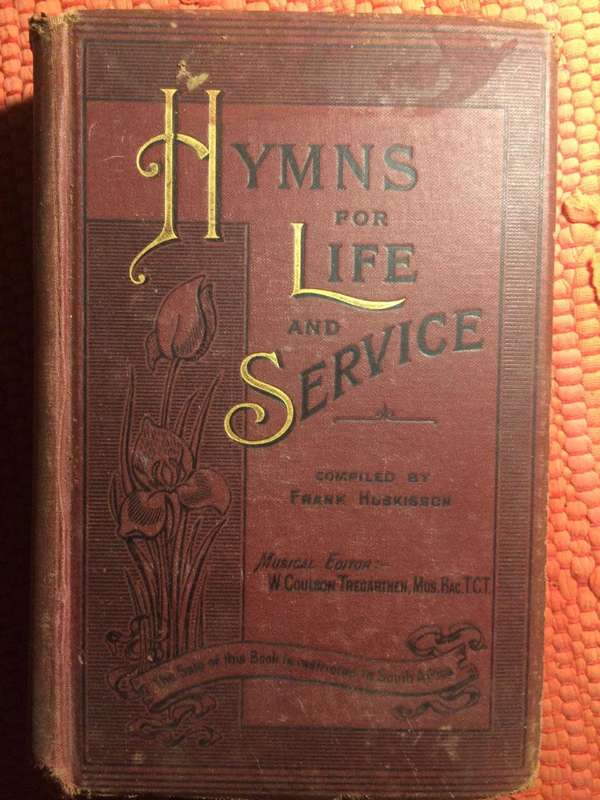 HYMNS
FOR
LIFE
AND
SERVICE
COMPILED BY
FRANK HUSKISSON
MUSICAL EDITOR:-
W. COULSON TREGARTHEN, MUS. BAC. T.C.T.
The Sale of this Book is restricted to South Africa